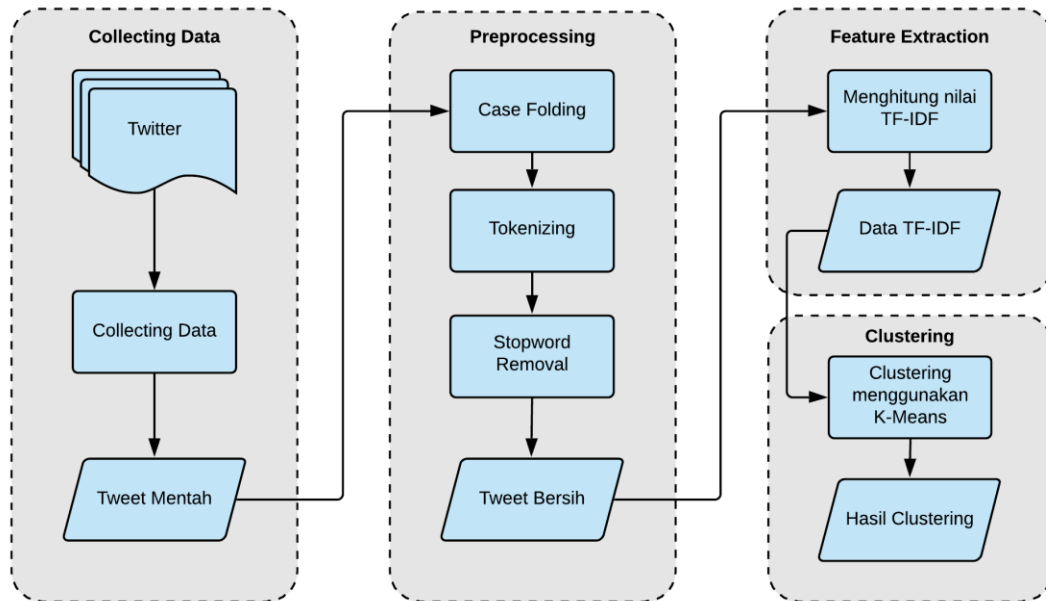 Collecting Data
Twitter
Collecting Data
Tweet Mentah
Preprocessing
Case Folding
Tokenizing
Stopword
Removal
Tweet Bersih
Feature Extraction
Menghitung nilai
TF-IDF
Data TF-IDF
Clustering
Clustering
menggunakan
K-Means
Hasil Clustering